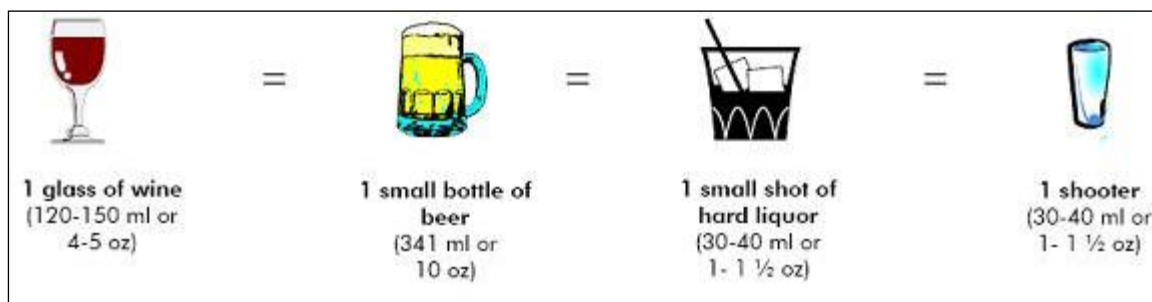 = = =
1 glass of wine
(120-150 ml or
4-5 oz)
1 small bottle of
beer
(341 ml or
10 oz)
1 small shot of
hard liquor
(30-40 ml or
1- 1 ½ oz)
1 shooter
(30-40 ml or
1- 1 ½ oz)